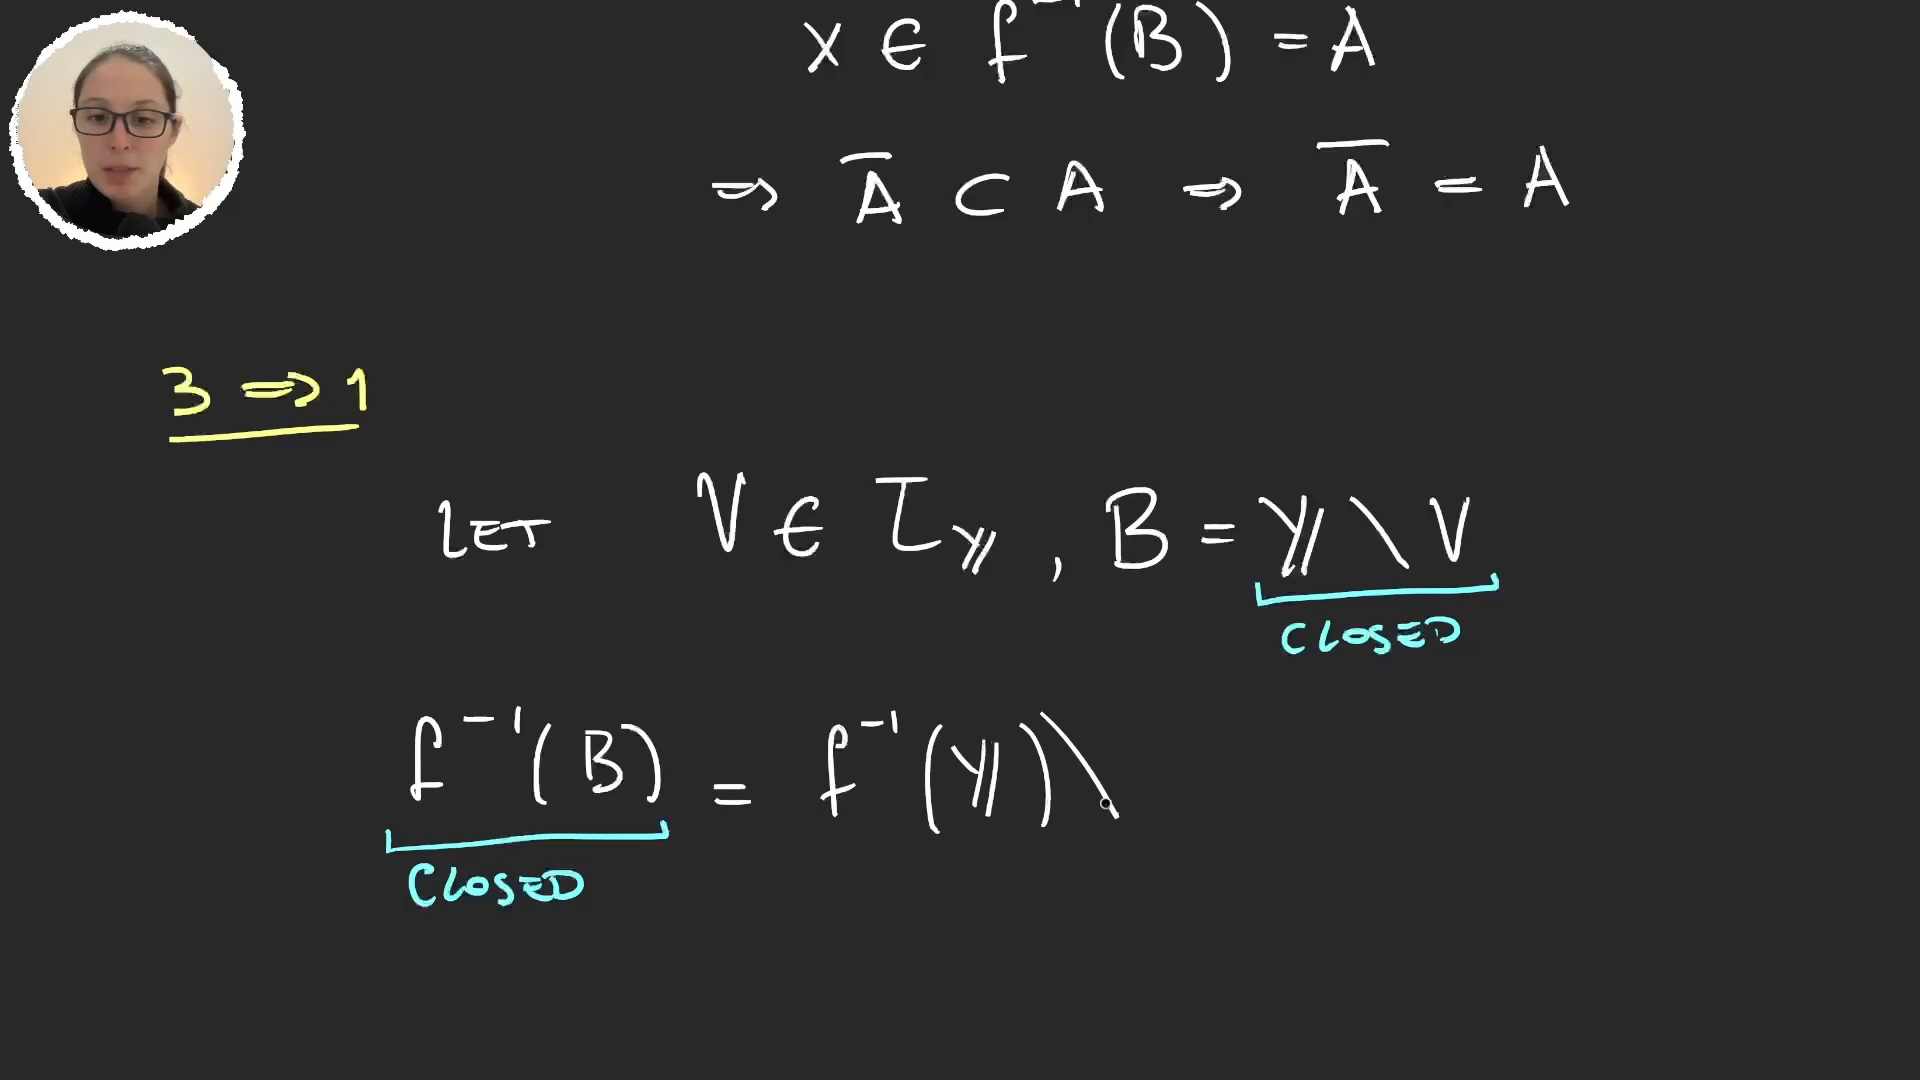 x ∈ f⁻¹(B) = A
⇒ A̅ ⊂ A ⇒ A̅ = A
3 ⇒ 1
LET V ∈ τ_Y, B = Y \ V
CLOSED
f⁻¹(B) = f⁻¹(Y) \
CLOSED